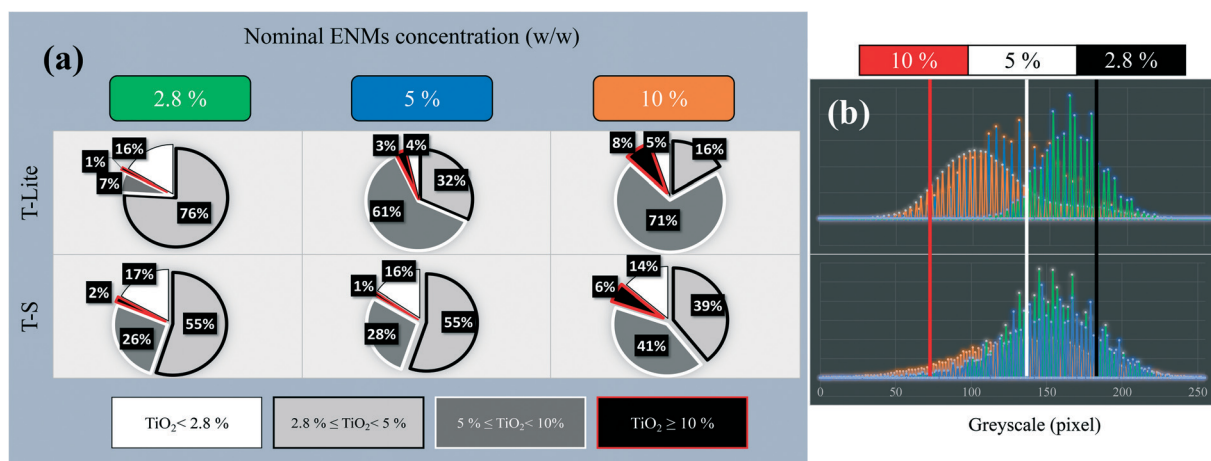 Nominal ENMs concentration (w/w)
(a)
2.8 % 5 % 10 %
T-Lite
16%
1%
7%
76%
3% 4%
32%
61%
8% 5%
16%
71%
T-S
17%
2%
26%
55%
16%
1%
28%
55%
14%
6%
39%
41%
TiO₂< 2.8 % 2.8 % ≤ TiO₂< 5 % 5 % ≤ TiO₂< 10% TiO₂ ≥ 10 %
10 % 5 % 2.8 %
(b)
0 50 100 150 200 250
Greyscale (pixel)